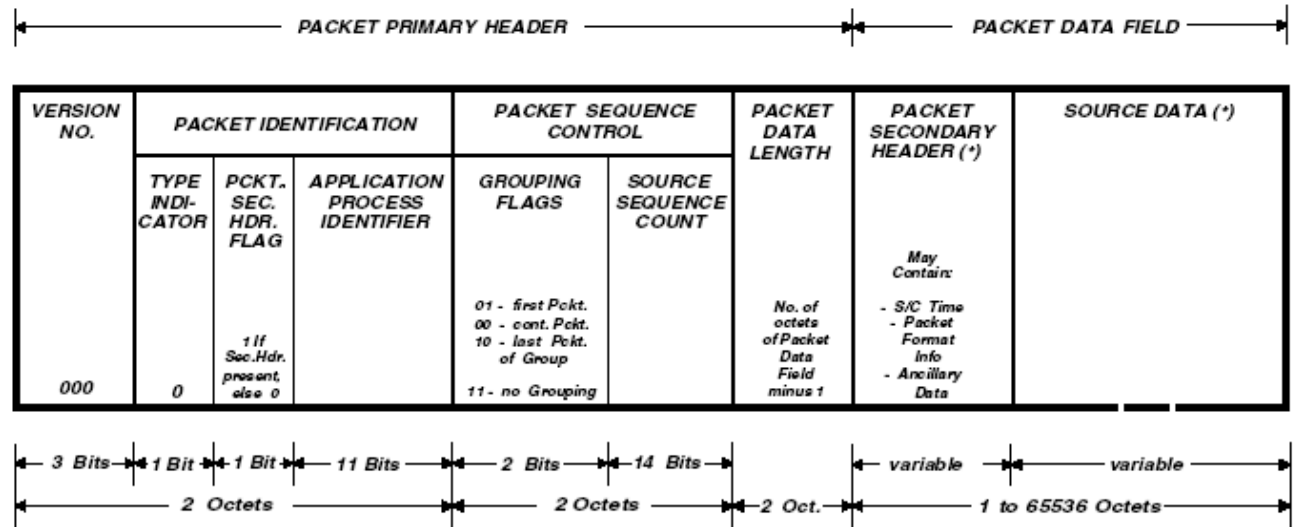 PACKET PRIMARY HEADER
PACKET DATA FIELD
VERSION
NO.
PACKET IDENTIFICATION
PACKET SEQUENCE
CONTROL
PACKET
DATA
LENGTH
PACKET
SECONDARY
HEADER (*)
SOURCE DATA (*)
TYPE
INDI-
CATOR
PCKT.
SEC.
HDR.
FLAG
APPLICATION
PROCESS
IDENTIFIER
GROUPING
FLAGS
SOURCE
SEQUENCE
COUNT
000
0
1 If
Sec.Hdr.
present,
else 0
01 - first Pckt.
00 - cont. Pckt.
10 - last Pckt.
of Group
11 - no Grouping
No. of
octets
of Packet
Data
Field
minus 1
May
Contain:
- S/C Time
- Packet
Format
Info
- Ancillary
Data
3 Bits
1 Bit
1 Bit
11 Bits
2 Bits
14 Bits
variable
variable
2 Octets
2 Octets
2 Oct.
1 to 65536 Octets